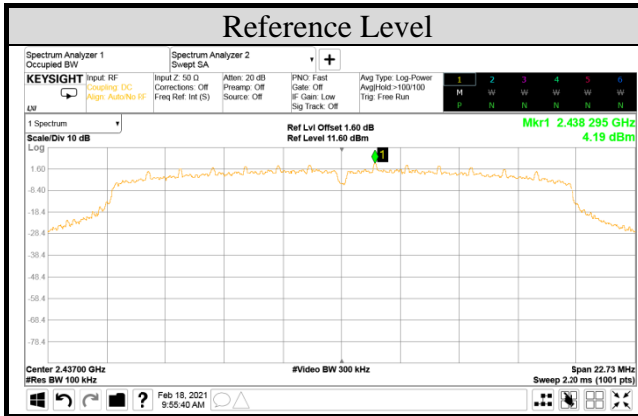 Reference Level
Spectrum Analyzer 1
Occupied BW
Spectrum Analyzer 2
Swept SA
+
KEYSIGHT
Input: RF
Coupling: DC
Align: Auto/No RF
Input Z: 50 Ω
Corrections: Off
Freq Ref: Int (S)
Atten: 20 dB
Preamp: Off
Source: Off
PNO: Fast
Gate: Off
IF Gain: Low
Sig Track: Off
Avg Type: Log-Power
Avg|Hold:>100/100
Trig: Free Run
1 2 3 4 5 6
M W W W W W
P N N N N N
LXI
1 Spectrum
Scale/Div 10 dB
Ref Lvl Offset 1.60 dB
Ref Level 11.60 dBm
Mkr1 2.438 295 GHz
4.19 dBm
Log
1
1.60
-8.40
-18.4
-28.4
-38.4
-48.4
-58.4
-68.4
-78.4
Center 2.43700 GHz
#Res BW 100 kHz
#Video BW 300 kHz
Span 22.73 MHz
Sweep 2.20 ms (1001 pts)
?
Feb 18, 2021
9:55:40 AM